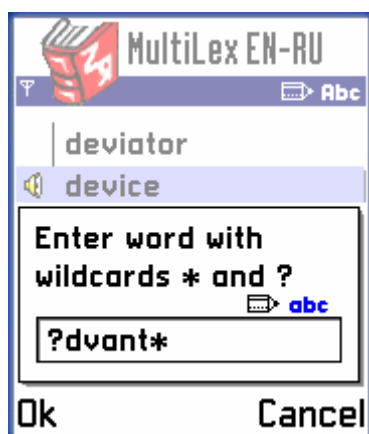 MultiLex EN-RU
Abc
deviator
device
Enter word with
wildcards * and ?
abc
?dvant*
Ok Cancel